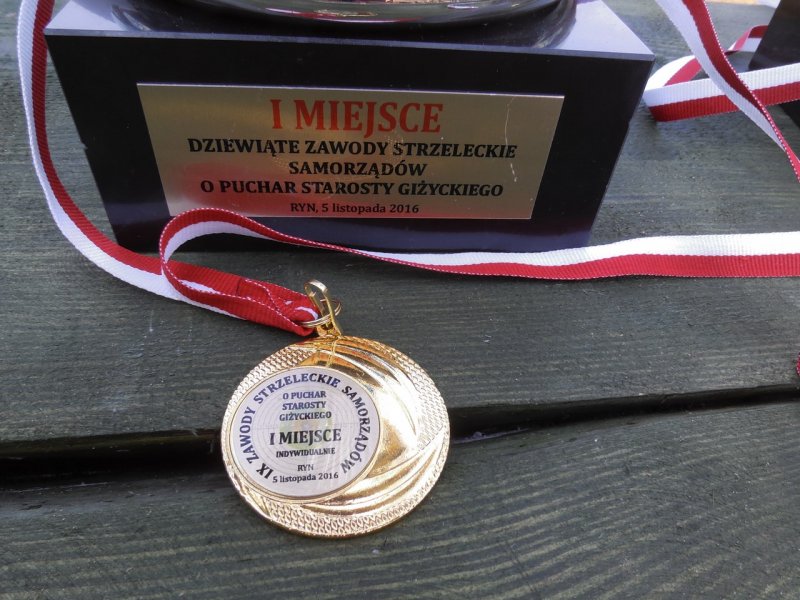 I MIEJSCE
DZIEWIĄTE ZAWODY STRZELECKIE
SAMORZĄDÓW
O PUCHAR STAROSTY GIŻYCKIEGO
RYN, 5 listopada 2016
IX ZAWODY STRZELECKIE SAMORZĄDÓW
O PUCHAR
STAROSTY
GIŻYCKIEGO
I MIEJSCE
INDYWIDUALNIE
RYN
5 listopada 2016